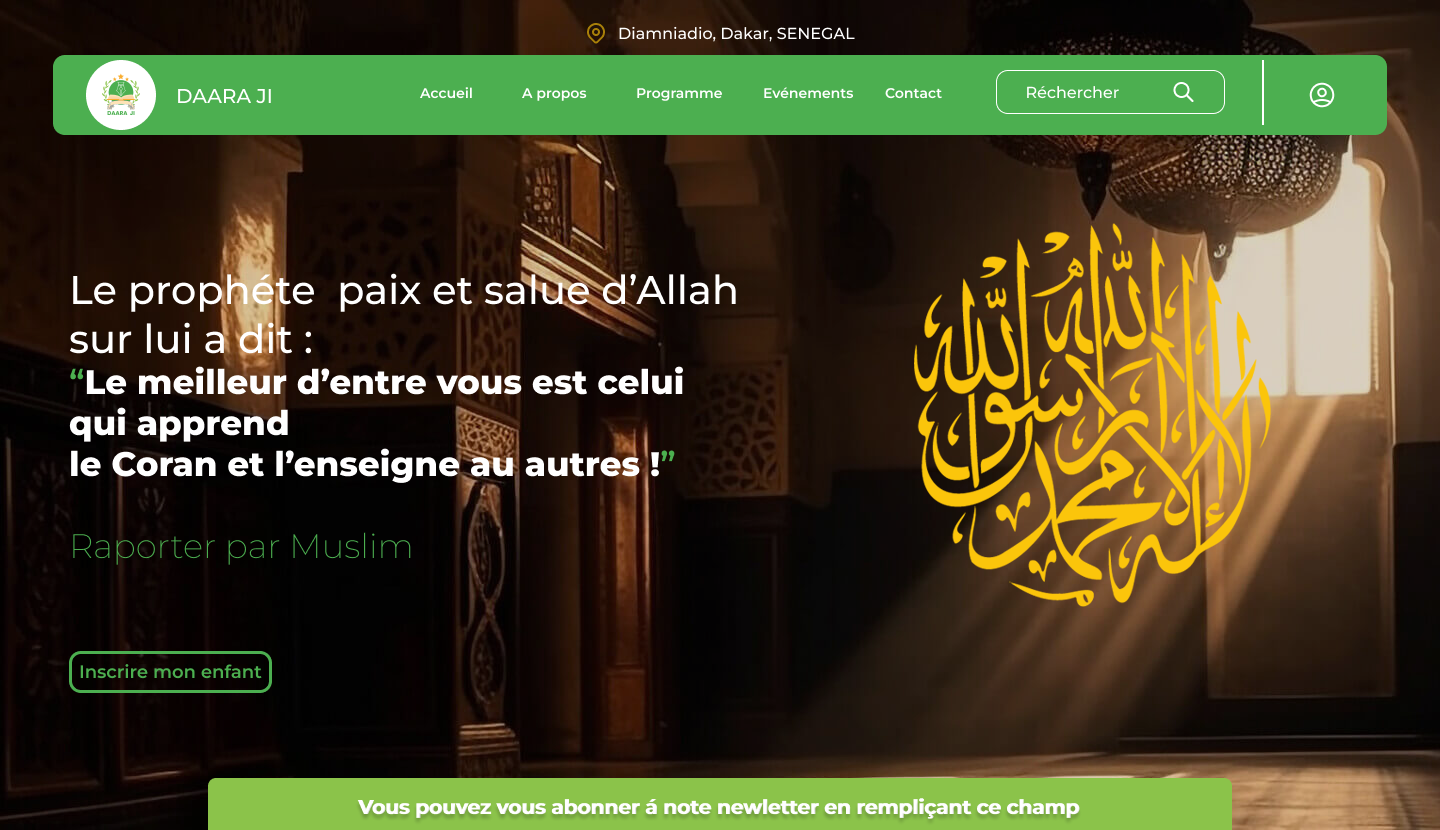 Diamniadio, Dakar, SENEGAL
DAARA JI
DAARA JI
Accueil
A propos
Programme
Evénements
Contact
Réchercher
Le prophéte paix et salue d’Allah
sur lui a dit :
“Le meilleur d’entre vous est celui
qui apprend
le Coran et l’enseigne au autres !”
Raporter par Muslim
لا إله إلا الله محمد رسول الله
Inscrire mon enfant
Vous pouvez vous abonner á note newletter en rempliçant ce champ